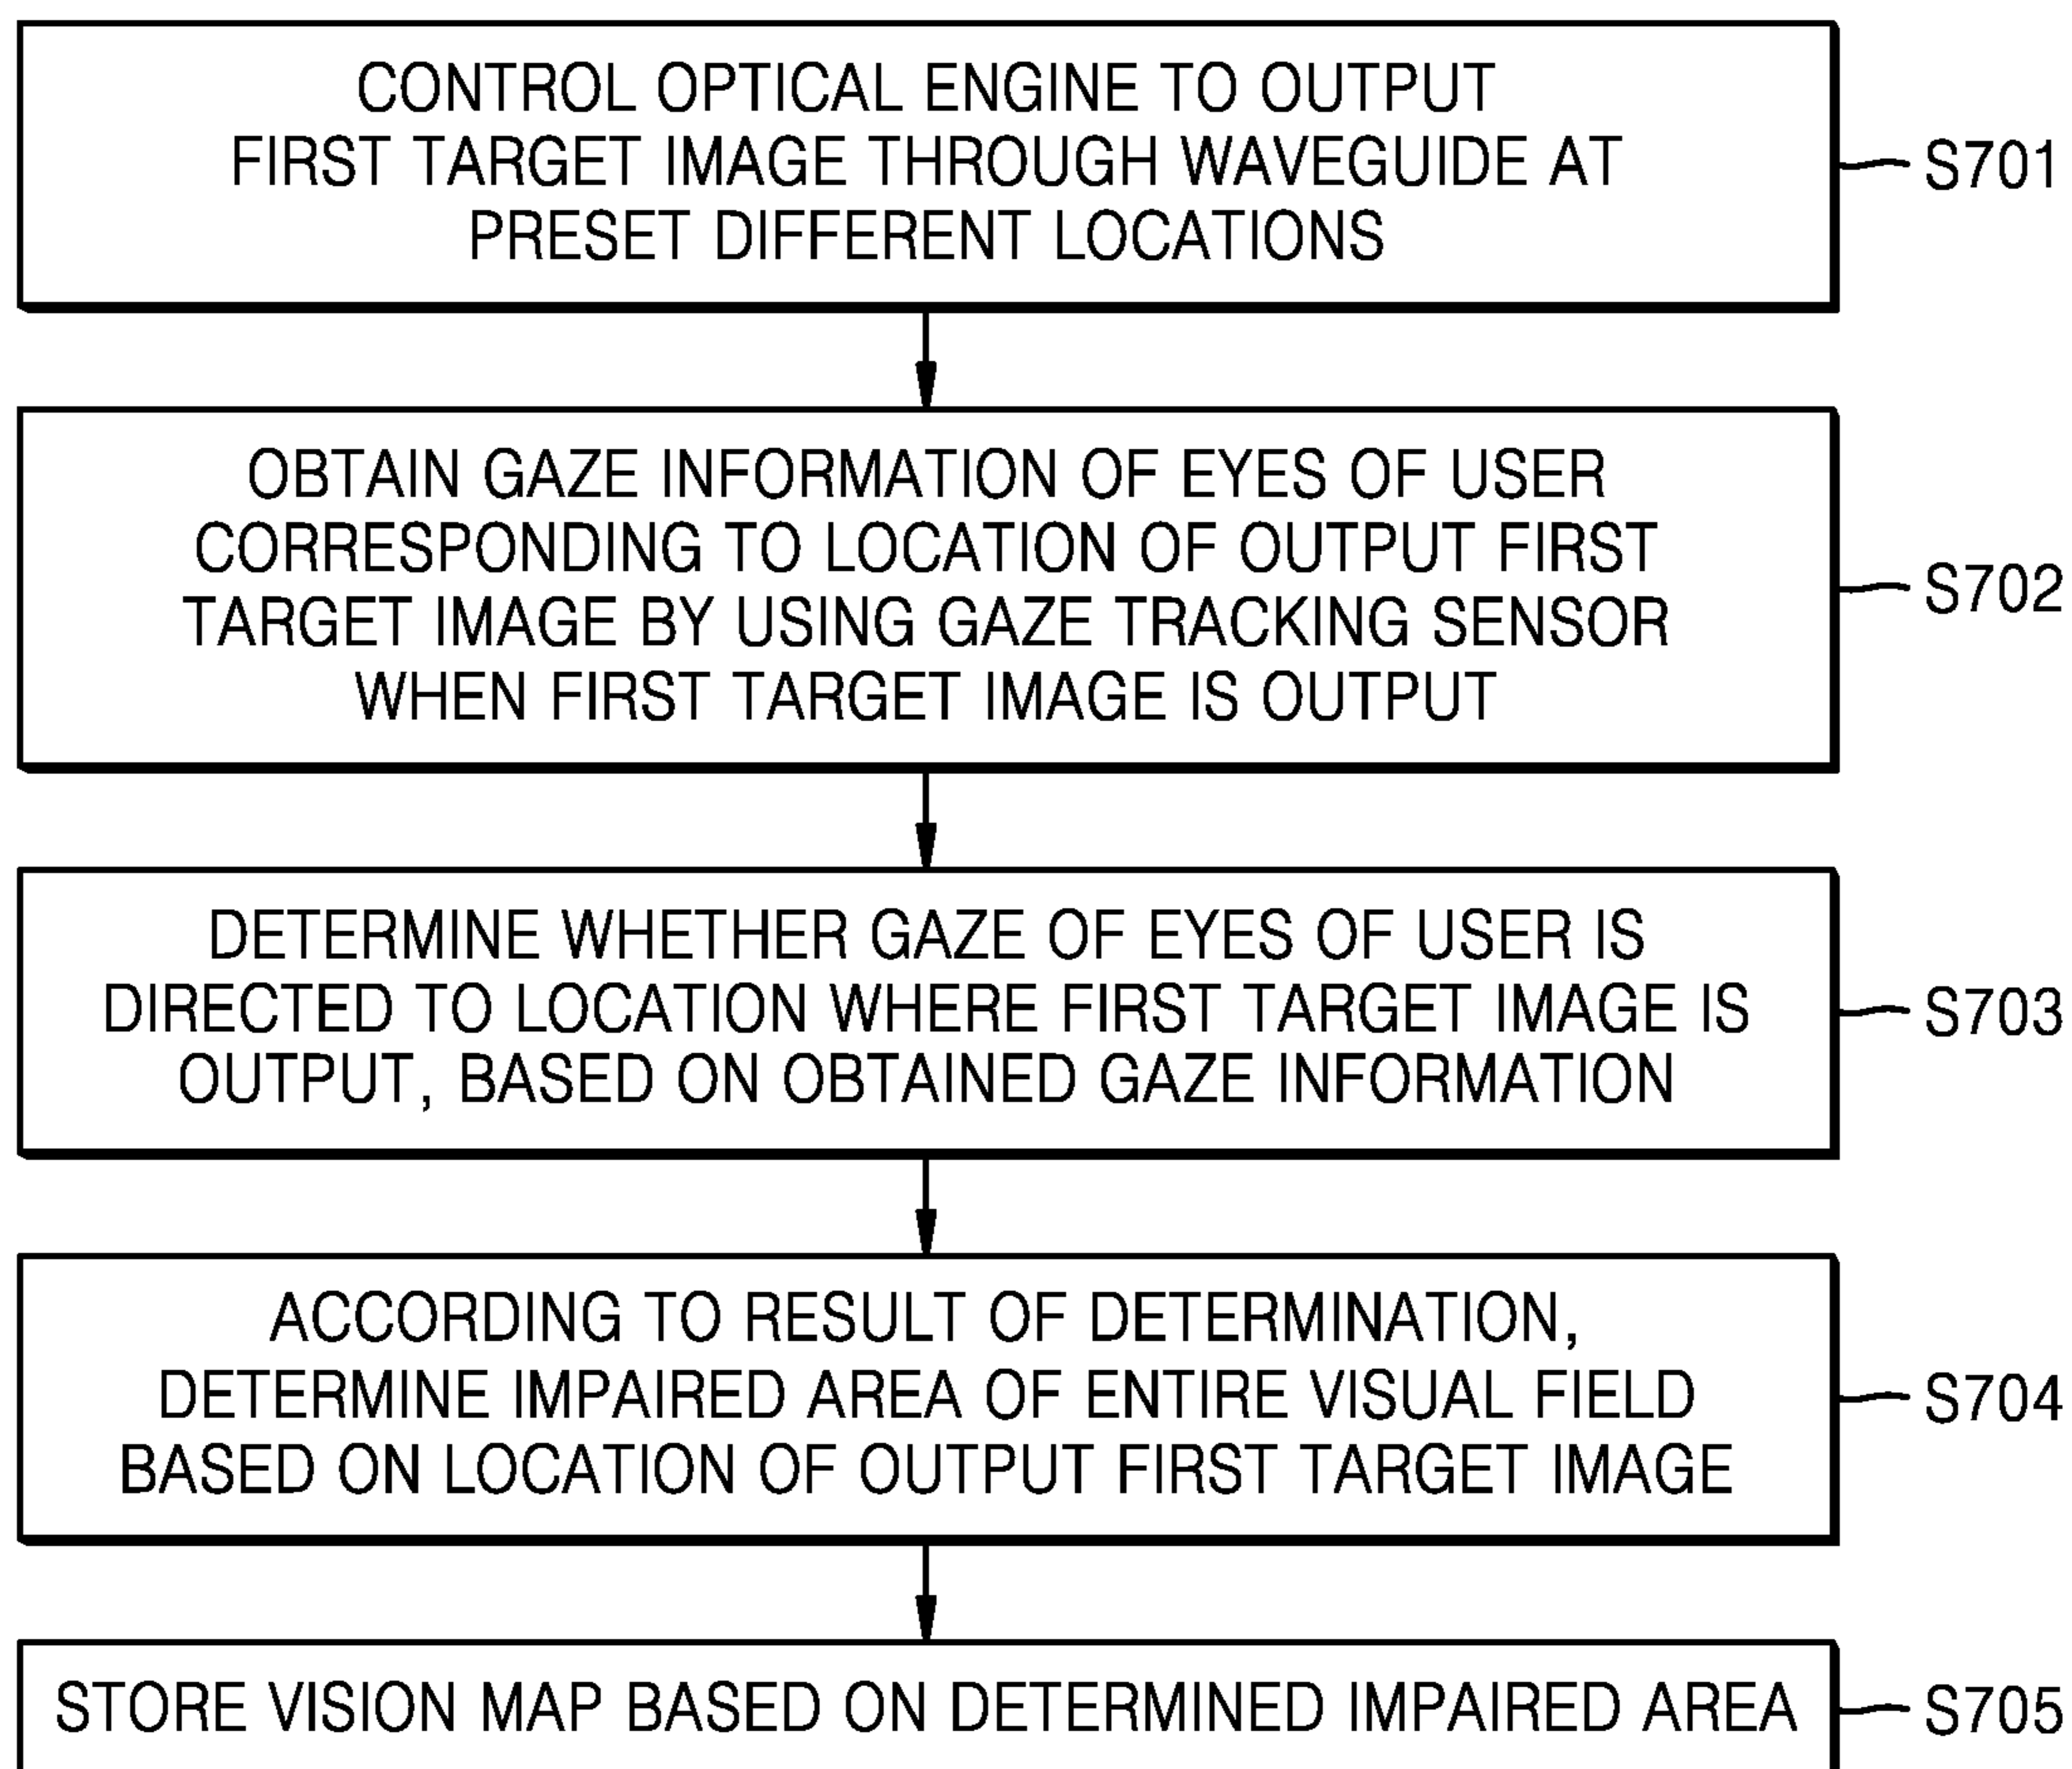 CONTROL OPTICAL ENGINE TO OUTPUT
FIRST TARGET IMAGE THROUGH WAVEGUIDE AT
PRESET DIFFERENT LOCATIONS
S701
OBTAIN GAZE INFORMATION OF EYES OF USER
CORRESPONDING TO LOCATION OF OUTPUT FIRST
TARGET IMAGE BY USING GAZE TRACKING SENSOR
WHEN FIRST TARGET IMAGE IS OUTPUT
S702
DETERMINE WHETHER GAZE OF EYES OF USER IS
DIRECTED TO LOCATION WHERE FIRST TARGET IMAGE IS
OUTPUT, BASED ON OBTAINED GAZE INFORMATION
S703
ACCORDING TO RESULT OF DETERMINATION,
DETERMINE IMPAIRED AREA OF ENTIRE VISUAL FIELD
BASED ON LOCATION OF OUTPUT FIRST TARGET IMAGE
S704
STORE VISION MAP BASED ON DETERMINED IMPAIRED AREA
S705